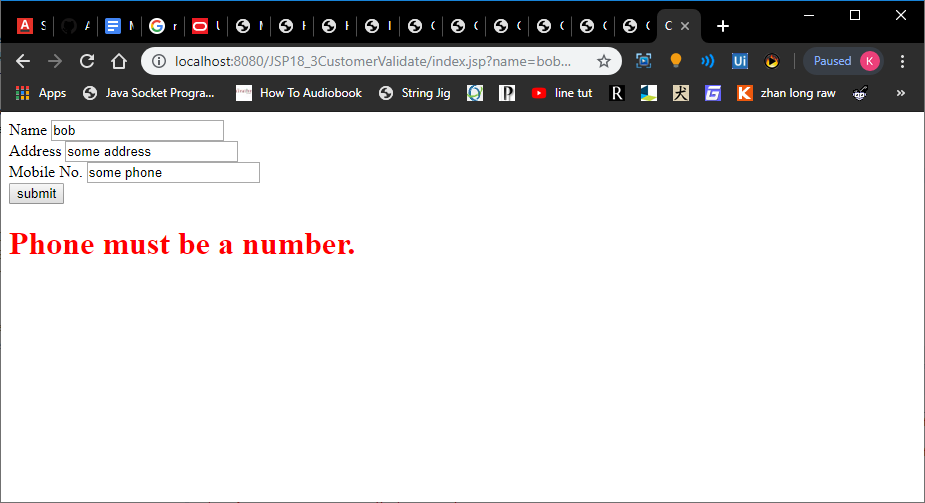 localhost:8080/JSP18_3CustomerValidate/index.jsp?name=bob...
Paused K
Apps Java Socket Progra... How To Audiobook String Jig line tut R zhan long raw »
Name bob
Address some address
Mobile No. some phone
submit
Phone must be a number.